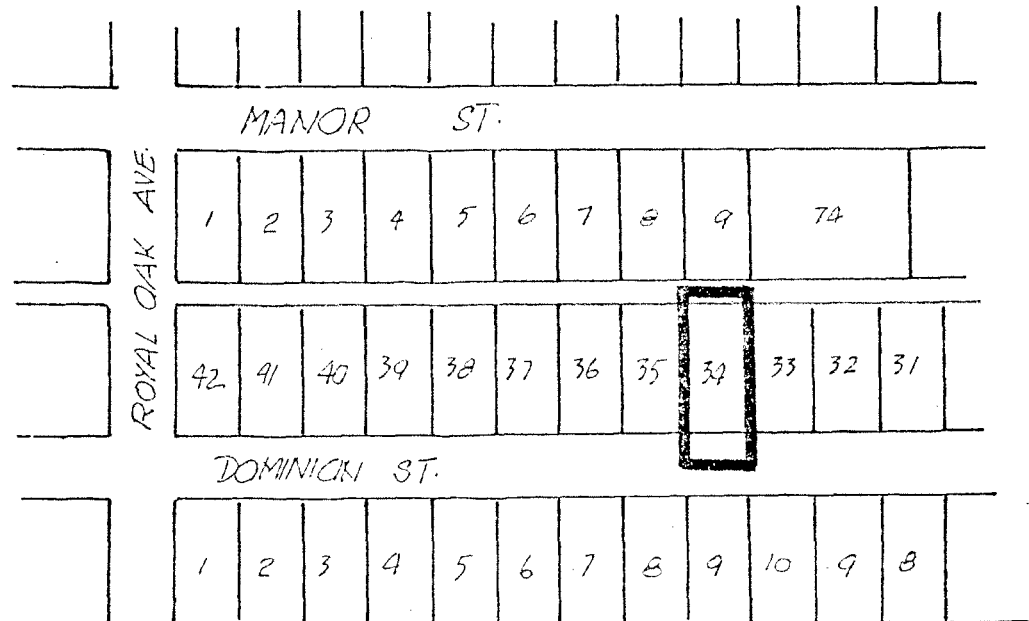 MANOR ST.
ROYAL OAK AVE.
1 2 3 4 5 6 7 8 9 74
42 41 40 39 38 37 36 35 34 33 32 31
DOMINION ST.
1 2 3 4 5 6 7 8 9 10 9 8